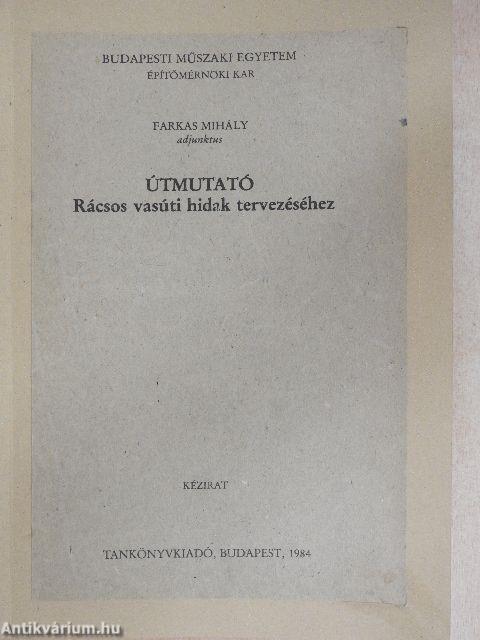 BUDAPESTI MŰSZAKI EGYETEM
ÉPÍTŐMÉRNÖKI KAR
FARKAS MIHÁLY
adjunktus
ÚTMUTATÓ
Rácsos vasúti hidak tervezéséhez
KÉZIRAT
TANKÖNYVKIADÓ, BUDAPEST, 1984
Antikvárium.hu